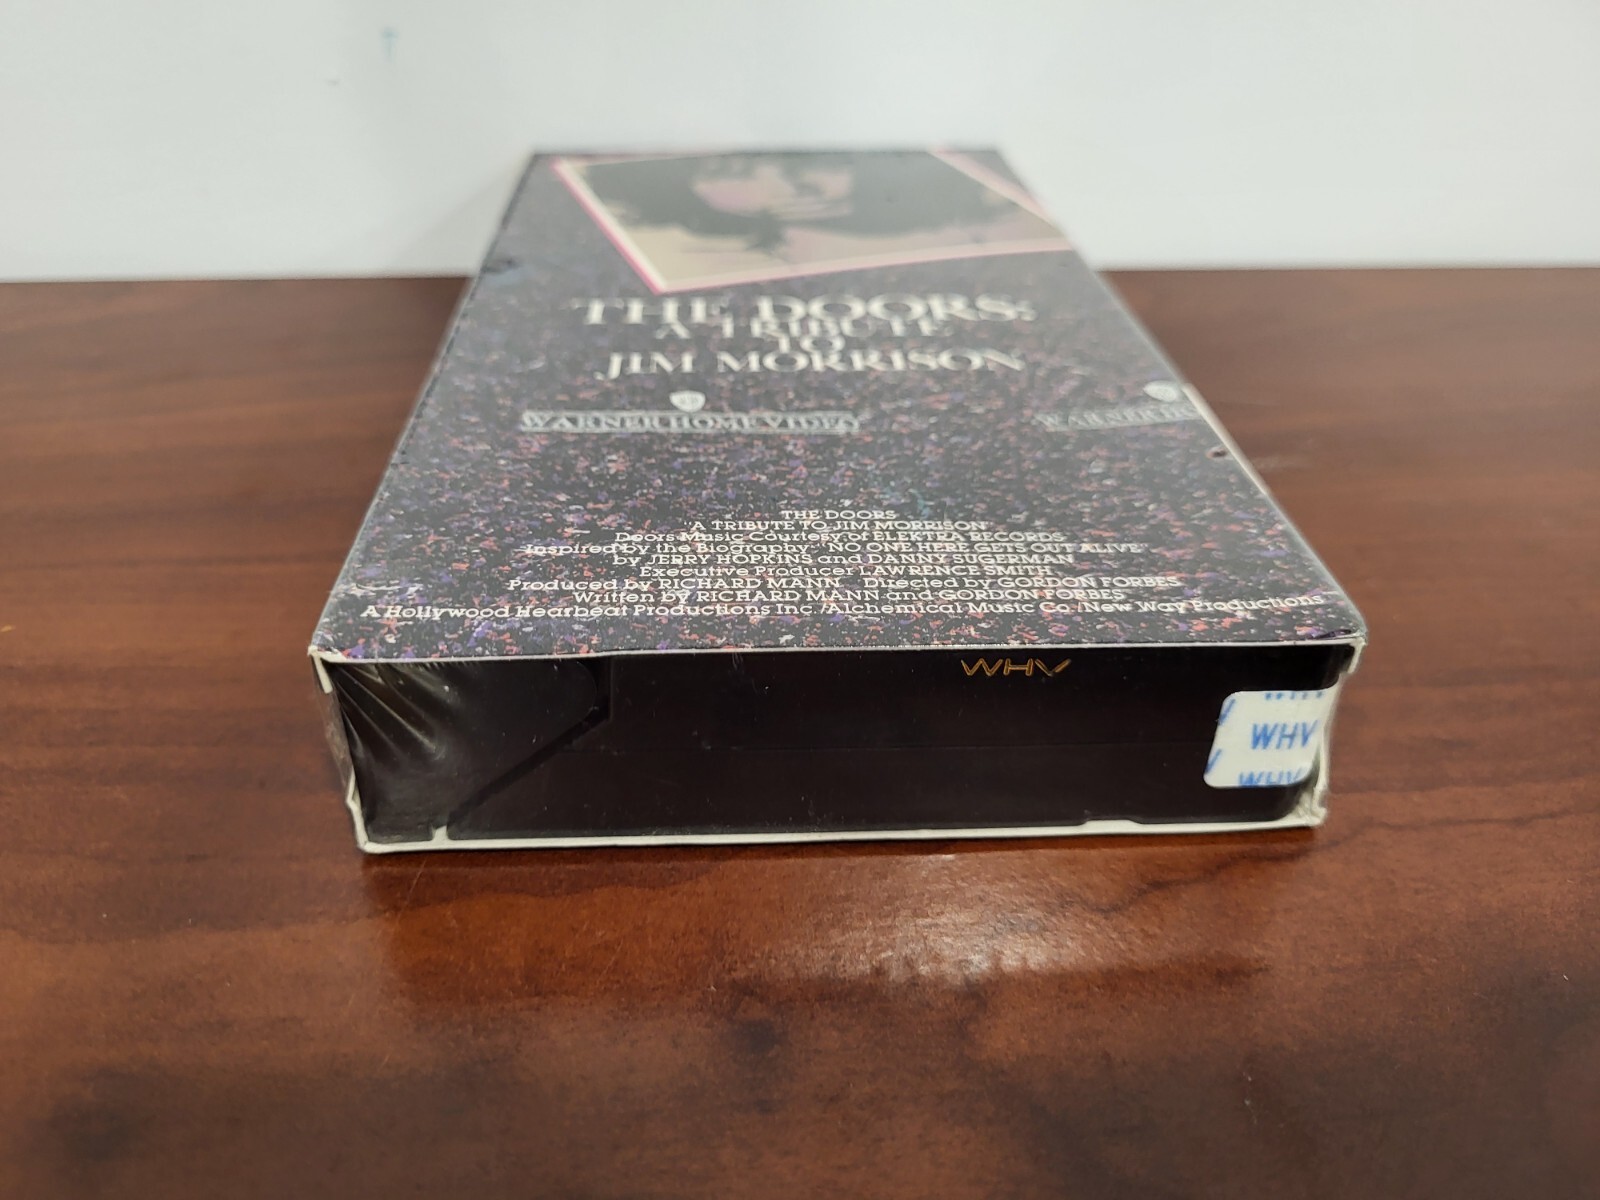 THE DOORS:
A TRIBUTE
TO
JIM MORRISON
WARNER HOME VIDEO
WARNER
THE DOORS
"A TRIBUTE TO JIM MORRISON"
Doors Music Courtesy of ELEKTRA RECORDS
Inspired by the Biography "NO ONE HERE GETS OUT ALIVE"
by JERRY HOPKINS and DANNY SUGERMAN
Executive Producer LAWRENCE SMITH
Produced by RICHARD MANN Directed by GORDON FORBES
Written by RICHARD MANN and GORDON FORBES
A Hollywood Hearbeat Productions Inc./Alchemical Music Co./New Way Productions
WHV
WHV
WHV